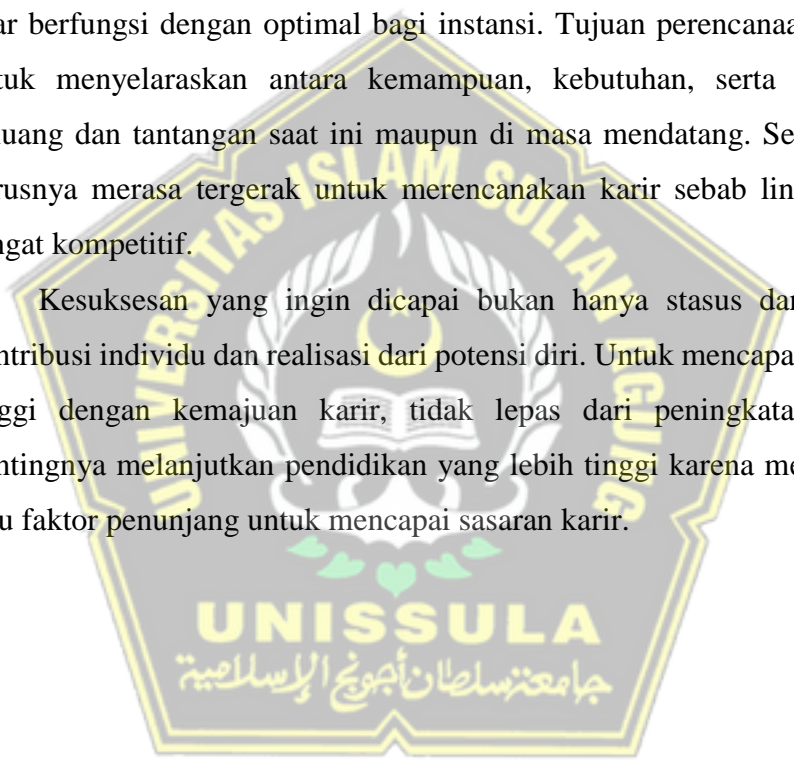 ar berfungsi dengan optimal bagi instansi. Tujuan perencanaa
tuk menyelaraskan antara kemampuan, kebutuhan, serta
uang dan tantangan saat ini maupun di masa mendatang. Se
rusnya merasa tergerak untuk merencanakan karir sebab lin
ngat kompetitif.
Kesuksesan yang ingin dicapai bukan hanya stasus dar
ntribusi individu dan realisasi dari potensi diri. Untuk mencapa
ggi dengan kemajuan karir, tidak lepas dari peningkata
ntingnya melanjutkan pendidikan yang lebih tinggi karena me
u faktor penunjang untuk mencapai sasaran karir.
UNIVERSITAS ISLAM SULTAN AGUNG
UNISSULA
جامعتسلطان أجونج الإسلامية